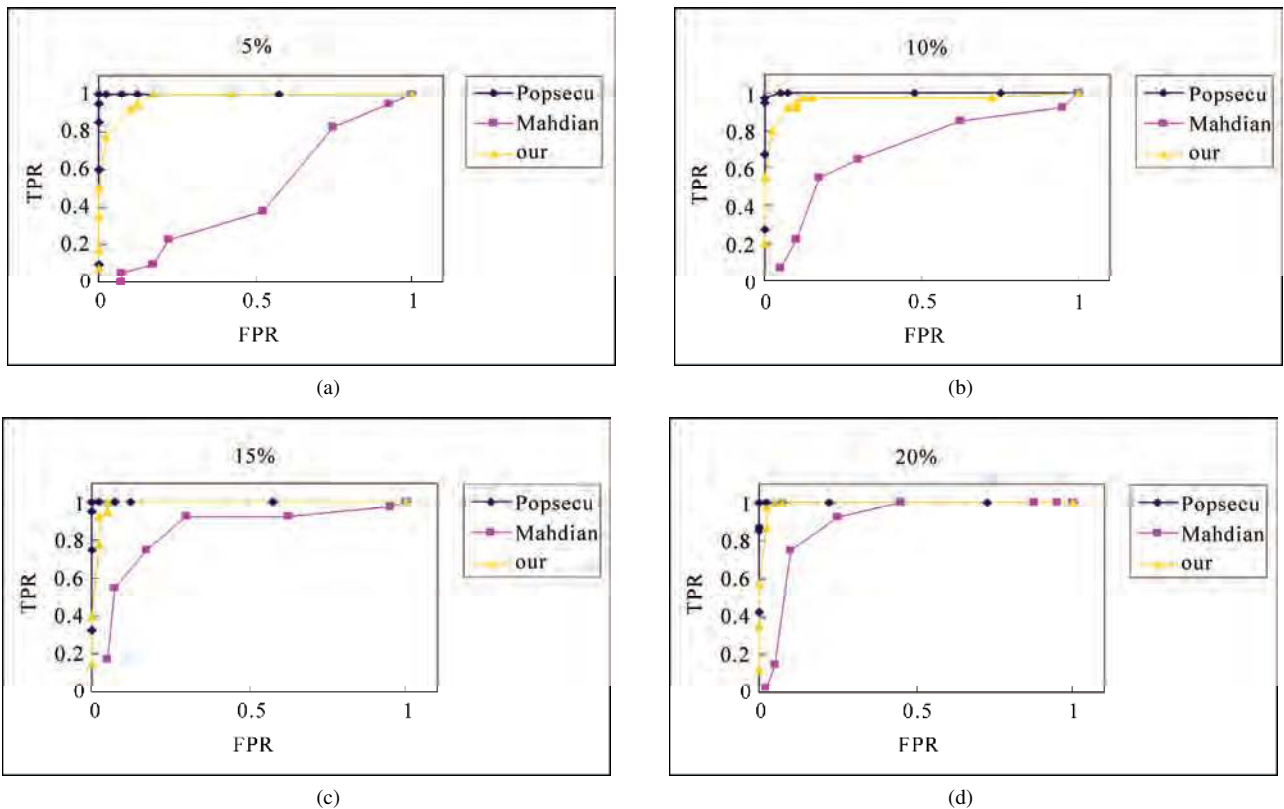 5%
1
0.8
0.6
0.4
0.2
0
TPR
0
0.5
1
FPR
Popsecu
Mahdian
our
(a)
10%
1
0.8
0.6
0.4
0.2
0
TPR
0
0.5
1
FPR
Popsecu
Mahdian
our
(b)
15%
1
0.8
0.6
0.4
0.2
0
TPR
0
0.5
1
FPR
Popsecu
Mahdian
our
(c)
20%
1
0.8
0.6
0.4
0.2
0
TPR
0
0.5
1
FPR
Popsecu
Mahdian
our
(d)